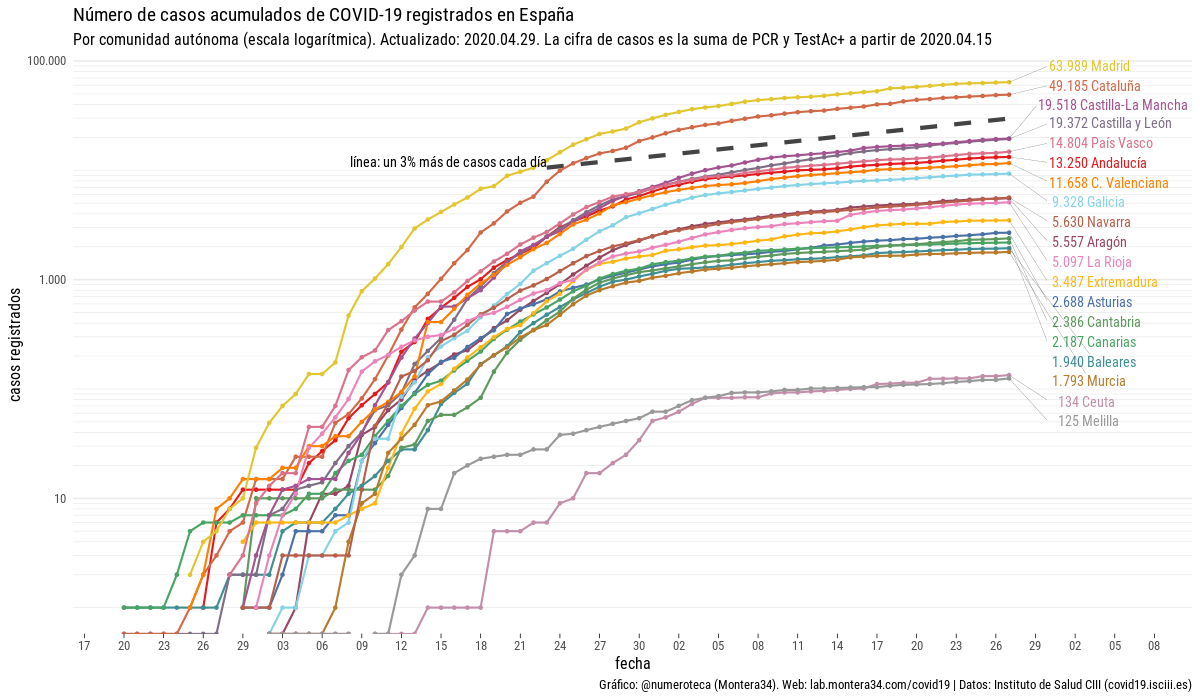 Número de casos acumulados de COVID-19 registrados en España
Por comunidad autónoma (escala logarítmica). Actualizado: 2020.04.29. La cifra de casos es la suma de PCR y TestAc+ a partir de 2020.04.15
100.000
1.000
10
casos registrados
línea: un 3% más de casos cada día
63.989 Madrid
49.185 Cataluña
19.518 Castilla-La Mancha
19.372 Castilla y León
14.804 País Vasco
13.250 Andalucía
11.658 C. Valenciana
9.328 Galicia
5.630 Navarra
5.557 Aragón
5.097 La Rioja
3.487 Extremadura
2.688 Asturias
2.386 Cantabria
2.187 Canarias
1.940 Baleares
1.793 Murcia
134 Ceuta
125 Melilla
17 20 23 26 29 03 06 09 12 15 18 21 24 27 30 02 05 08 11 14 17 20 23 26 29 02 05 08
fecha
Gráfico: @numeroteca (Montera34). Web: lab.montera34.com/covid19 | Datos: Instituto de Salud CIII (covid19.isciii.es)